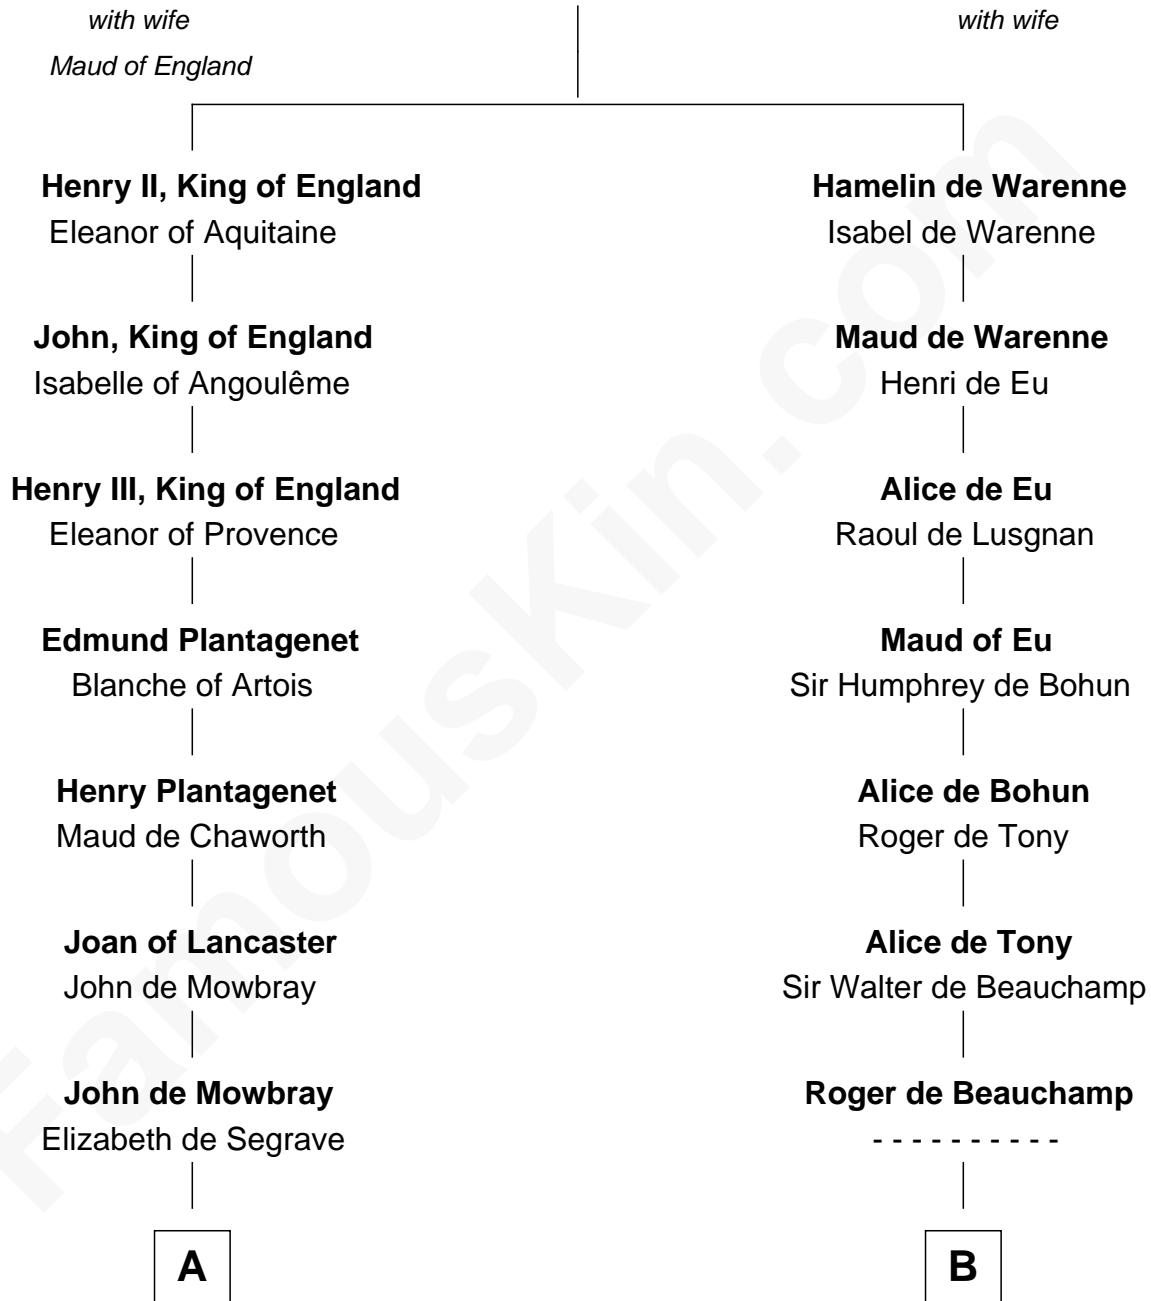 with wife
Maud of England
with wife
Henry II, King of England
Eleanor of Aquitaine
Hamelin de Warenne
Isabel de Warenne
John, King of England
Isabelle of Angoulême
Maud de Warenne
Henri de Eu
Henry III, King of England
Eleanor of Provence
Alice de Eu
Raoul de Lusgnan
Edmund Plantagenet
Blanche of Artois
Maud of Eu
Sir Humphrey de Bohun
Henry Plantagenet
Maud de Chaworth
Alice de Bohun
Roger de Tony
Joan of Lancaster
John de Mowbray
Alice de Tony
Sir Walter de Beauchamp
John de Mowbray
Elizabeth de Segrave
Roger de Beauchamp
- - - - - - - - - -
A
B
FamousKin.com